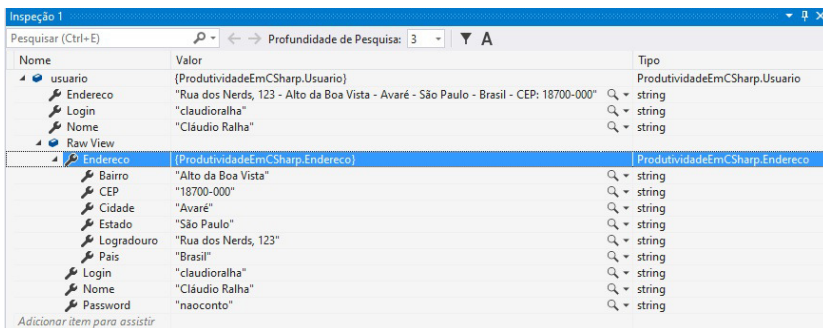 Inspeção 1
Pesquisar (Ctrl+E) Profundidade de Pesquisa: 3 A
Nome Valor Tipo
usuario {ProdutividadeEmCSharp.Usuario} ProdutividadeEmCSharp.Usuario
Endereco "Rua dos Nerds, 123 - Alto da Boa Vista - Avaré - São Paulo - Brasil - CEP: 18700-000" string
Login "claudioralha" string
Nome "Cláudio Ralha" string
Raw View
Endereco {ProdutividadeEmCSharp.Endereco} ProdutividadeEmCSharp.Endereco
Bairro "Alto da Boa Vista" string
CEP "18700-000" string
Cidade "Avaré" string
Estado "São Paulo" string
Logradouro "Rua dos Nerds, 123" string
Pais "Brasil" string
Login "claudioralha" string
Nome "Cláudio Ralha" string
Password "naoconto" string
Adicionar item para assistir